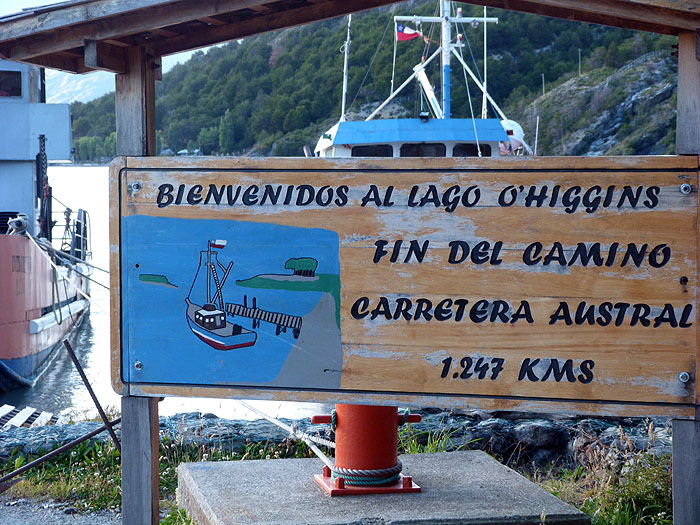 BIENVENIDOS AL LAGO O'HIGGINS
FIN DEL CAMINO
CARRETERA AUSTRAL
1.247 KMS